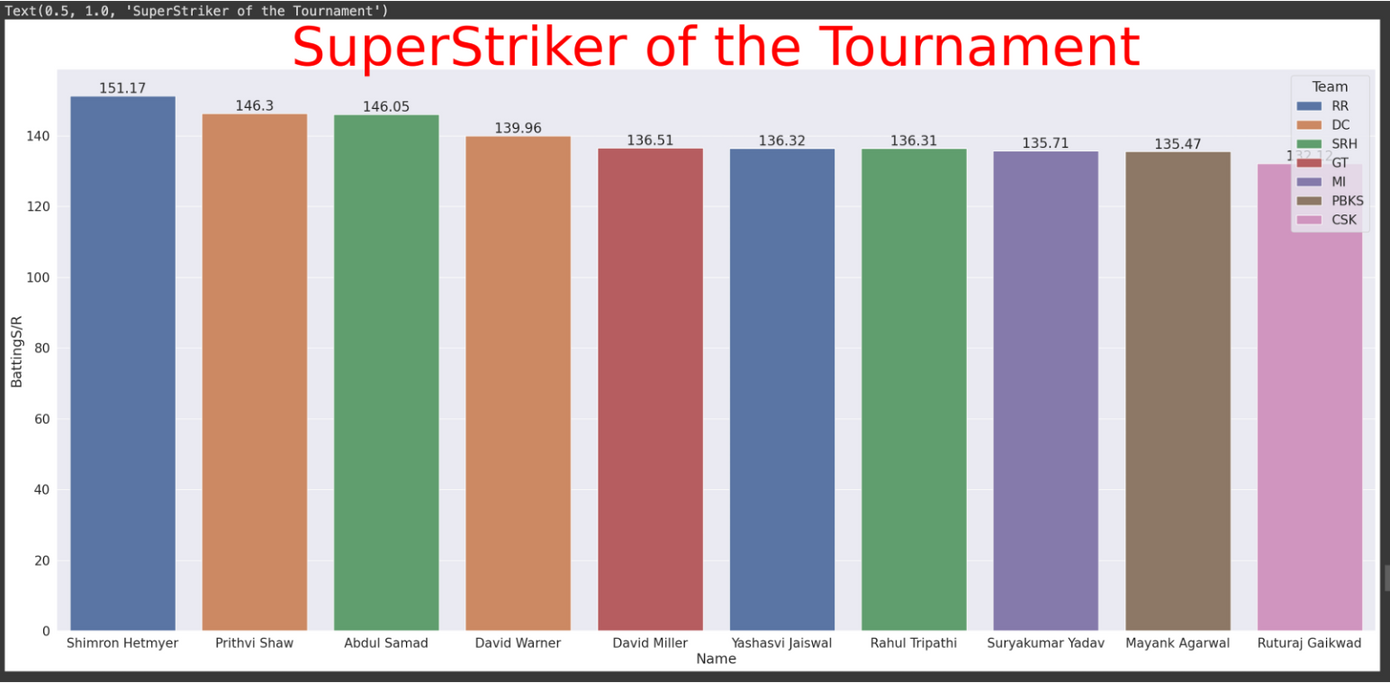 Text(0.5, 1.0, 'SuperStriker of the Tournament')
SuperStriker of the Tournament
151.17
146.3
146.05
139.96
136.51
136.32
136.31
135.71
135.47
Team
RR
DC
SRH
GT
MI
PBKS
CSK
BattingS/R
140
120
100
80
60
40
20
0
Shimron Hetmyer Prithvi Shaw Abdul Samad David Warner David Miller Yashasvi Jaiswal Rahul Tripathi Suryakumar Yadav Mayank Agarwal Ruturaj Gaikwad
Name